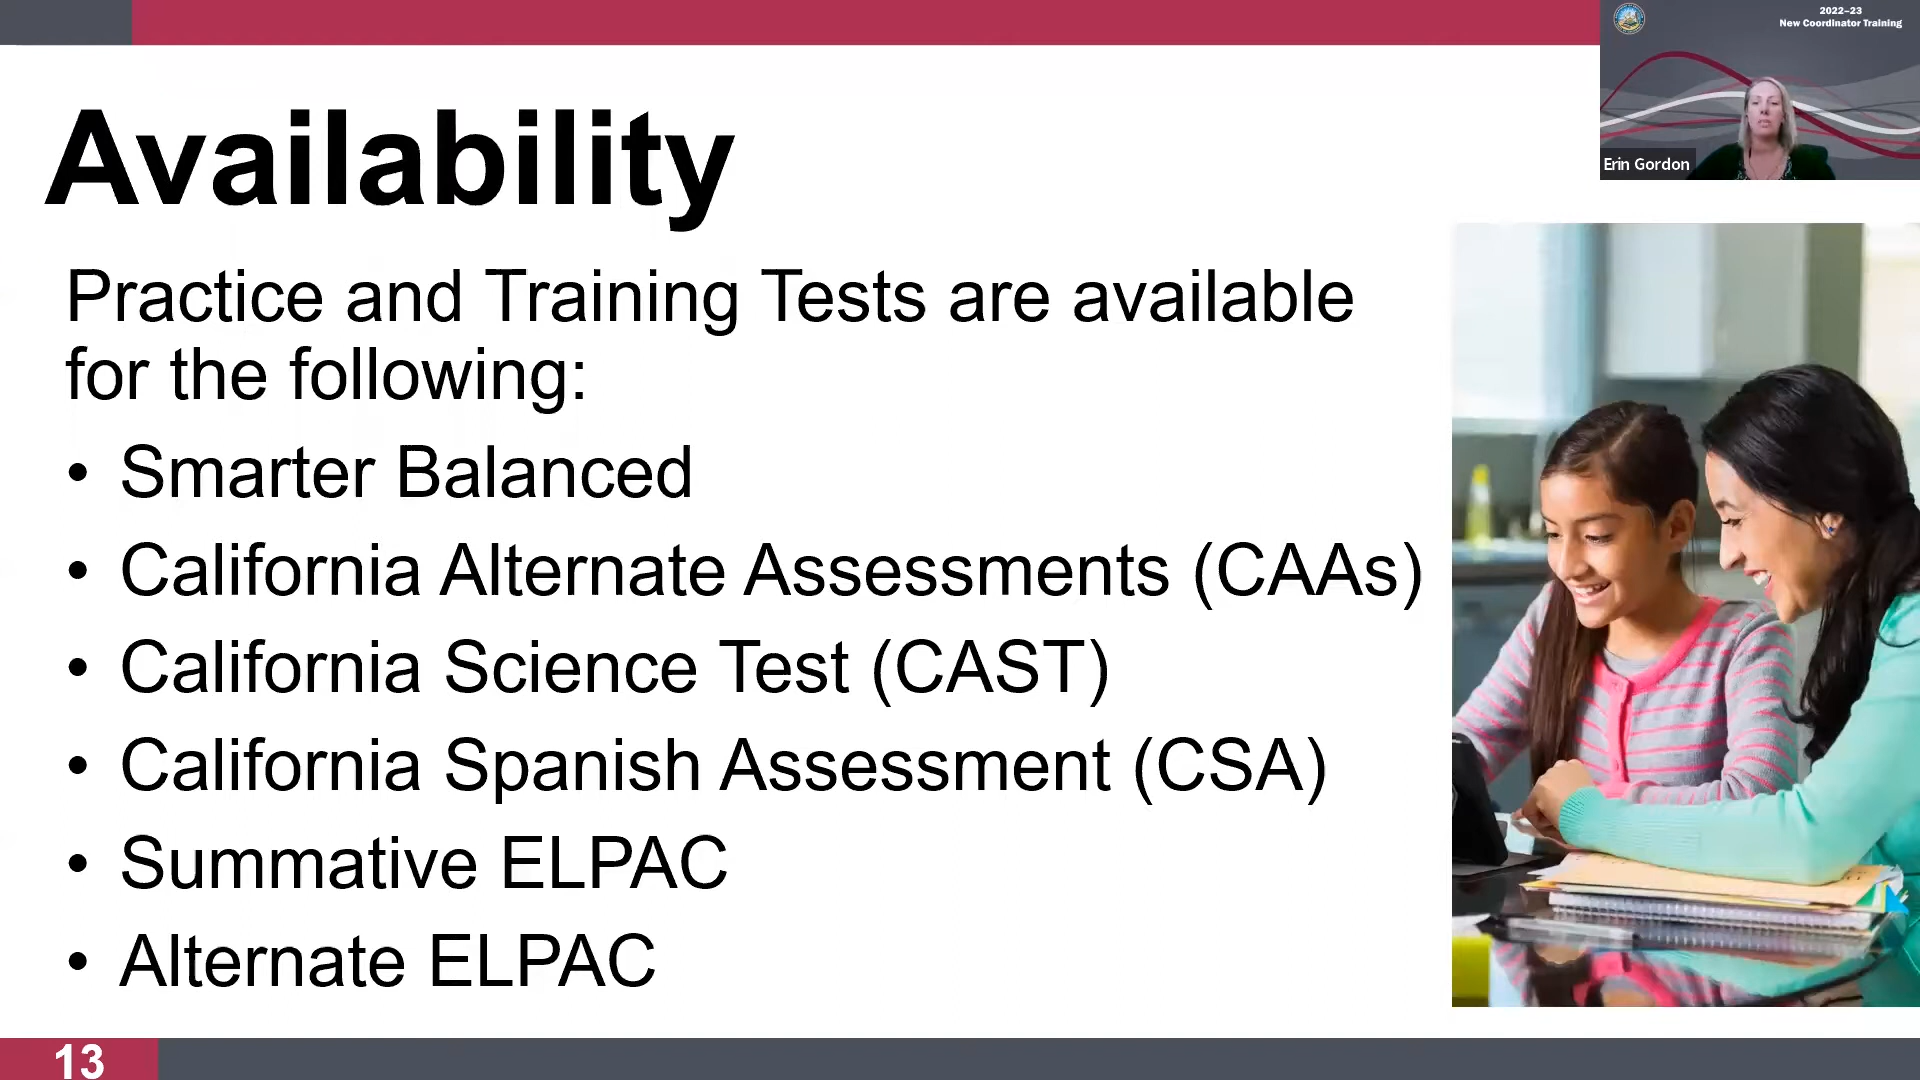 2022–23
New Coordinator Training
Erin Gordon
Availability
Practice and Training Tests are available
for the following:
• Smarter Balanced
• California Alternate Assessments (CAAs)
• California Science Test (CAST)
• California Spanish Assessment (CSA)
• Summative ELPAC
• Alternate ELPAC
13